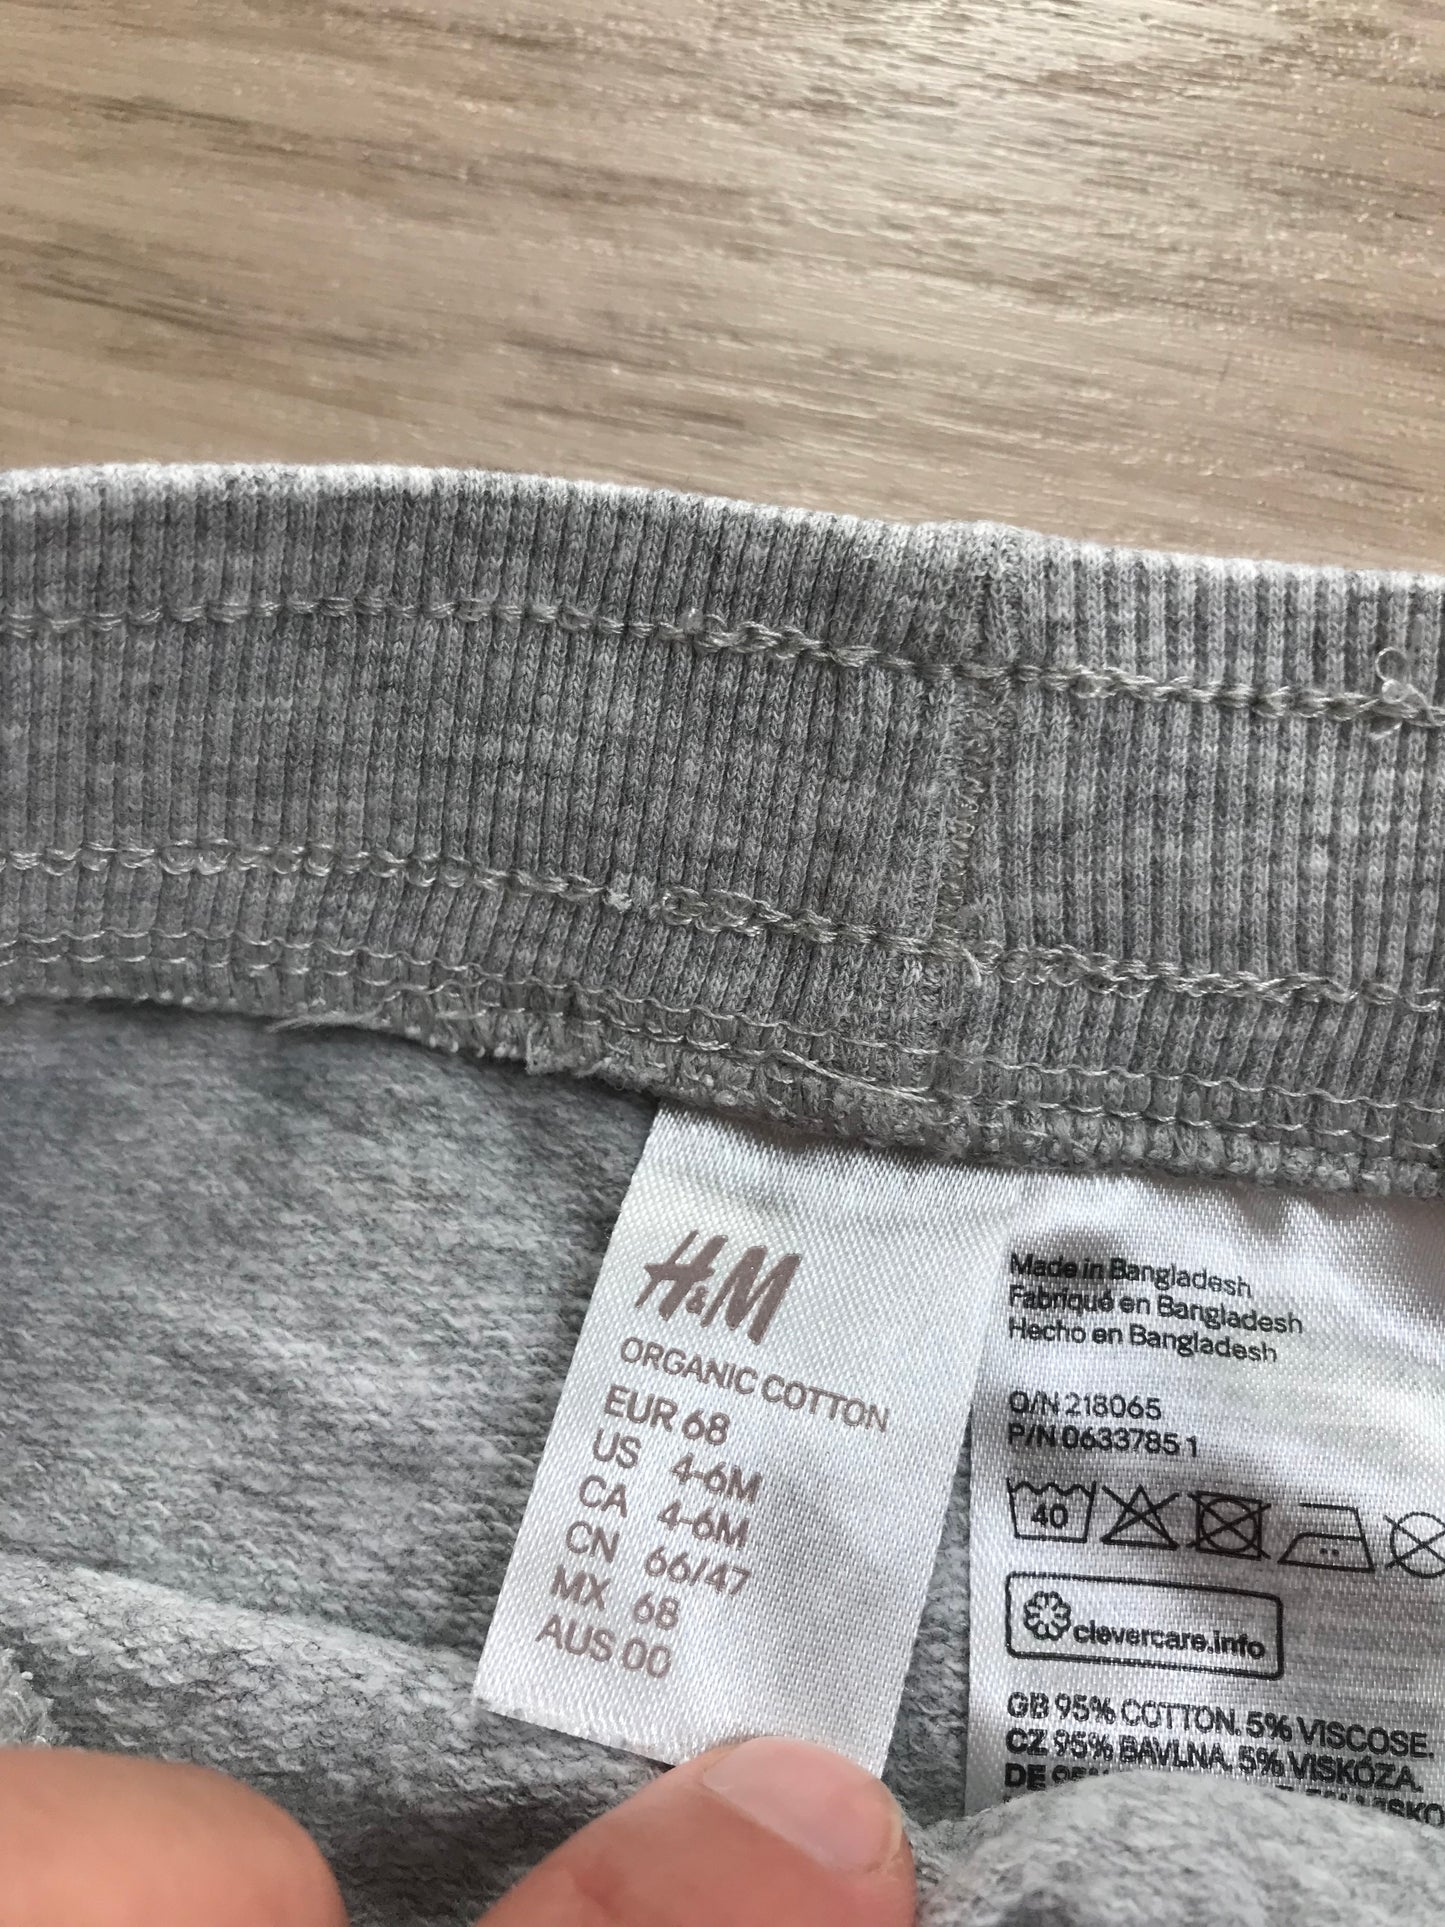 H&M
ORGANIC COTTON
EUR 68
US 4-6M
CA 4-6M
CN 66/47
MX 68
AUS 00
Made in Bangladesh
Fabriqué en Bangladesh
Hecho en Bangladesh
O/N 218065
P/N 0633785 1
40
clevercare.info
GB 95% COTTON. 5% VISCOSE.
CZ 95% BAVLNA. 5% VISKÓZA.
DE